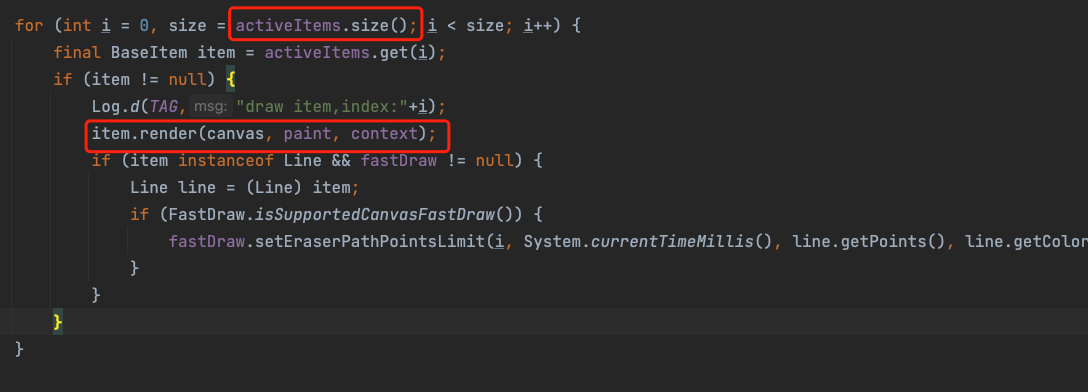 for (int i = 0, size = activeItems.size(); i < size; i++) {
final BaseItem item = activeItems.get(i);
if (item != null) {
Log.d(TAG, msg: "draw item,index:"+i);
item.render(canvas, paint, context);
if (item instanceof Line && fastDraw != null) {
Line line = (Line) item;
if (FastDraw.isSupportedCanvasFastDraw()) {
fastDraw.setEraserPathPointsLimit(i, System.currentTimeMillis(), line.getPoints(), line.getColor
}
}
}
}